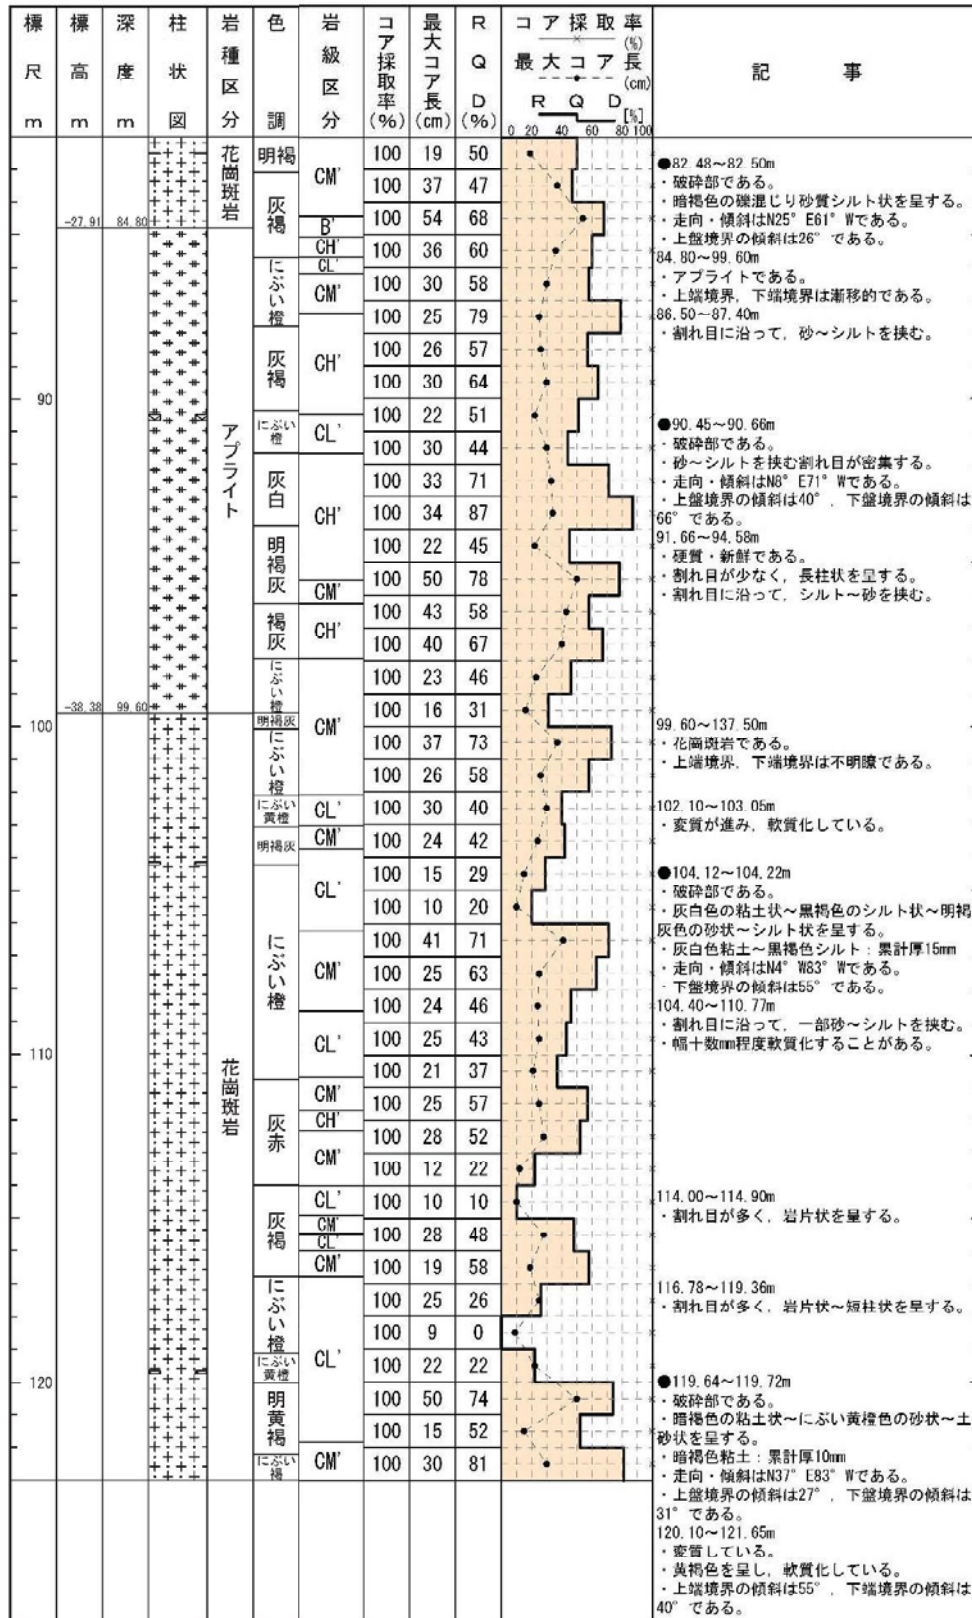 標尺m
標高m
深度m
柱状図
岩種区分
色調
岩級区分
コア採取率(%)
最大コア長(cm)
RQD(%)
コア採取率(%)
最大コア長(cm)
RQD[%]
0 20 40 60 80 100
記事
花崗斑岩
アプライト
花崗斑岩
-27.91 84.80
-38.38 99.60
90
100
110
120
明褐
灰褐
にぶい橙
灰褐
にぶい橙
灰白
明褐灰
褐灰
にぶい橙
明褐灰
にぶい橙
にぶい黄橙
明褐灰
にぶい橙
灰赤
灰褐
にぶい橙
にぶい黄橙
明黄褐
にぶい褐
CM'
B'
CH'
CL'
CM'
CH'
CL'
CH'
CM'
CH'
CM'
CL'
CM'
CL'
CM'
CL'
CM'
CH'
CM'
CL'
CM'
CL'
CM'
CL'
CM'
100 19 50
100 37 47
100 54 68
100 36 60
100 30 58
100 25 79
100 26 57
100 30 64
100 22 51
100 30 44
100 33 71
100 34 87
100 22 45
100 50 78
100 43 58
100 40 67
100 23 46
100 16 31
100 37 73
100 26 58
100 30 40
100 24 42
100 15 29
100 10 20
100 41 71
100 25 63
100 24 46
100 25 43
100 21 37
100 25 57
100 28 52
100 12 22
100 10 10
100 28 48
100 19 58
100 25 26
100 9 0
100 22 22
100 50 74
100 15 52
100 30 81
●82.48～82.50m
・破砕部である。
・暗褐色の礫混じり砂質シルト状を呈する。
・走向・傾斜はN25°E61°Wである。
・上盤境界の傾斜は26°である。
84.80～99.60m
・アプライトである。
・上端境界，下端境界は漸移的である。
86.50～87.40m
・割れ目に沿って，砂～シルトを挟む。
●90.45～90.66m
・破砕部である。
・砂～シルトを挟む割れ目が密集する。
・走向・傾斜はN8°E71°Wである。
・上盤境界の傾斜は40°，下盤境界の傾斜は
66°である。
91.66～94.58m
・硬質・新鮮である。
・割れ目が少なく，長柱状を呈する。
・割れ目に沿って，シルト～砂を挟む。
99.60～137.50m
・花崗斑岩である。
・上端境界，下端境界は不明瞭である。
102.10～103.05m
・変質が進み，軟質化している。
●104.12～104.22m
・破砕部である。
・灰白色の粘土状～黒褐色のシルト状～明褐
灰色の砂状～シルト状を呈する。
・灰白色粘土～黒褐色シルト：累計厚15mm
・走向・傾斜はN4°W83°Wである。
・下盤境界の傾斜は55°である。
104.40～110.77m
・割れ目に沿って，一部砂～シルトを挟む。
・幅十数mm程度軟質化することがある。
114.00～114.90m
・割れ目が多く，岩片状を呈する。
116.78～119.36m
・割れ目が多く，岩片状～短柱状を呈する。
●119.64～119.72m
・破砕部である。
・暗褐色の粘土状～にぶい黄橙色の砂状～土
砂状を呈する。
・暗褐色粘土：累計厚10mm
・走向・傾斜はN37°E83°Wである。
・上盤境界の傾斜は27°，下盤境界の傾斜は
31°である。
120.10～121.65m
・変質している。
・黄褐色を呈し，軟質化している。
・上端境界の傾斜は55°，下端境界の傾斜は
40°である。